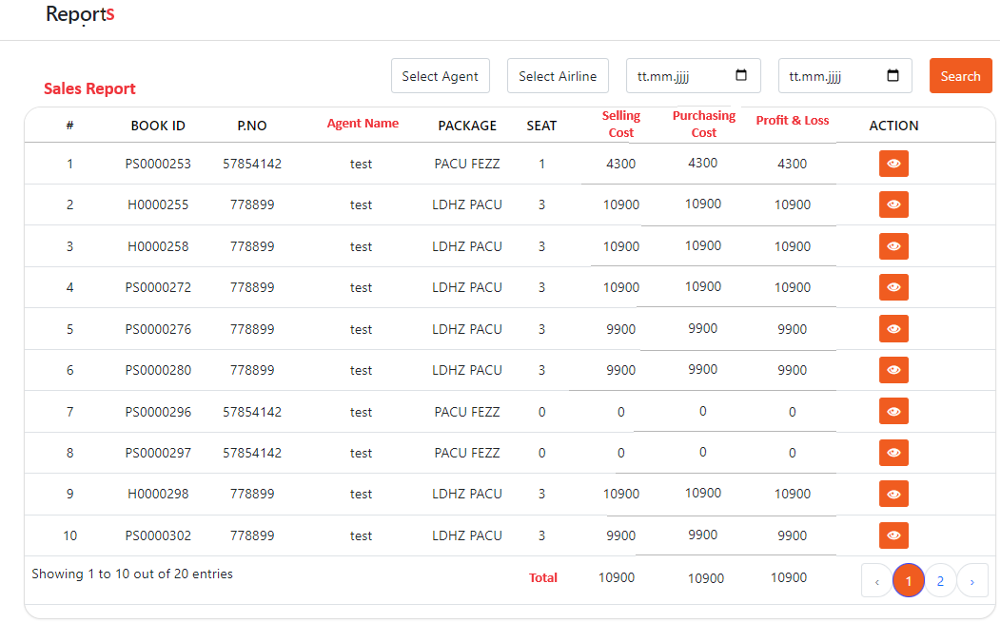 Reports
Select Agent Select Airline tt.mm.jjjj tt.mm.jjjj Search
Sales Report
# BOOK ID P.NO Agent Name PACKAGE SEAT Selling Cost Purchasing Cost Profit & Loss ACTION
1 PS0000253 57854142 test PACU FEZZ 1 4300 4300 4300
2 H0000255 778899 test LDHZ PACU 3 10900 10900 10900
3 H0000258 778899 test LDHZ PACU 3 10900 10900 10900
4 PS0000272 778899 test LDHZ PACU 3 10900 10900 10900
5 PS0000276 778899 test LDHZ PACU 3 9900 9900 9900
6 PS0000280 778899 test LDHZ PACU 3 9900 9900 9900
7 PS0000296 57854142 test PACU FEZZ 0 0 0 0
8 PS0000297 57854142 test PACU FEZZ 0 0 0 0
9 H0000298 778899 test LDHZ PACU 3 10900 10900 10900
10 PS0000302 778899 test LDHZ PACU 3 9900 9900 9900
Showing 1 to 10 out of 20 entries Total 10900 10900 10900 ‹ 1 2 ›